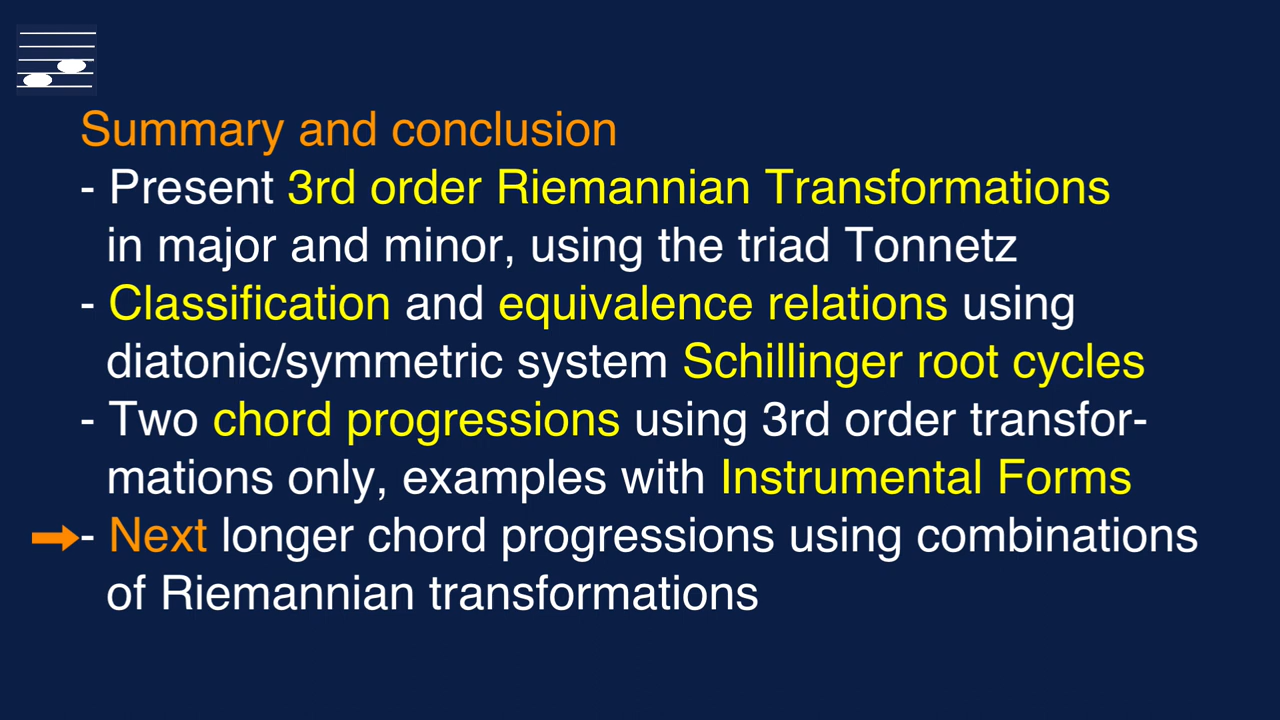 Summary and conclusion
- Present 3rd order Riemannian Transformations
in major and minor, using the triad Tonnetz
- Classification and equivalence relations using
diatonic/symmetric system Schillinger root cycles
- Two chord progressions using 3rd order transfor-
mations only, examples with Instrumental Forms
- Next longer chord progressions using combinations
of Riemannian transformations